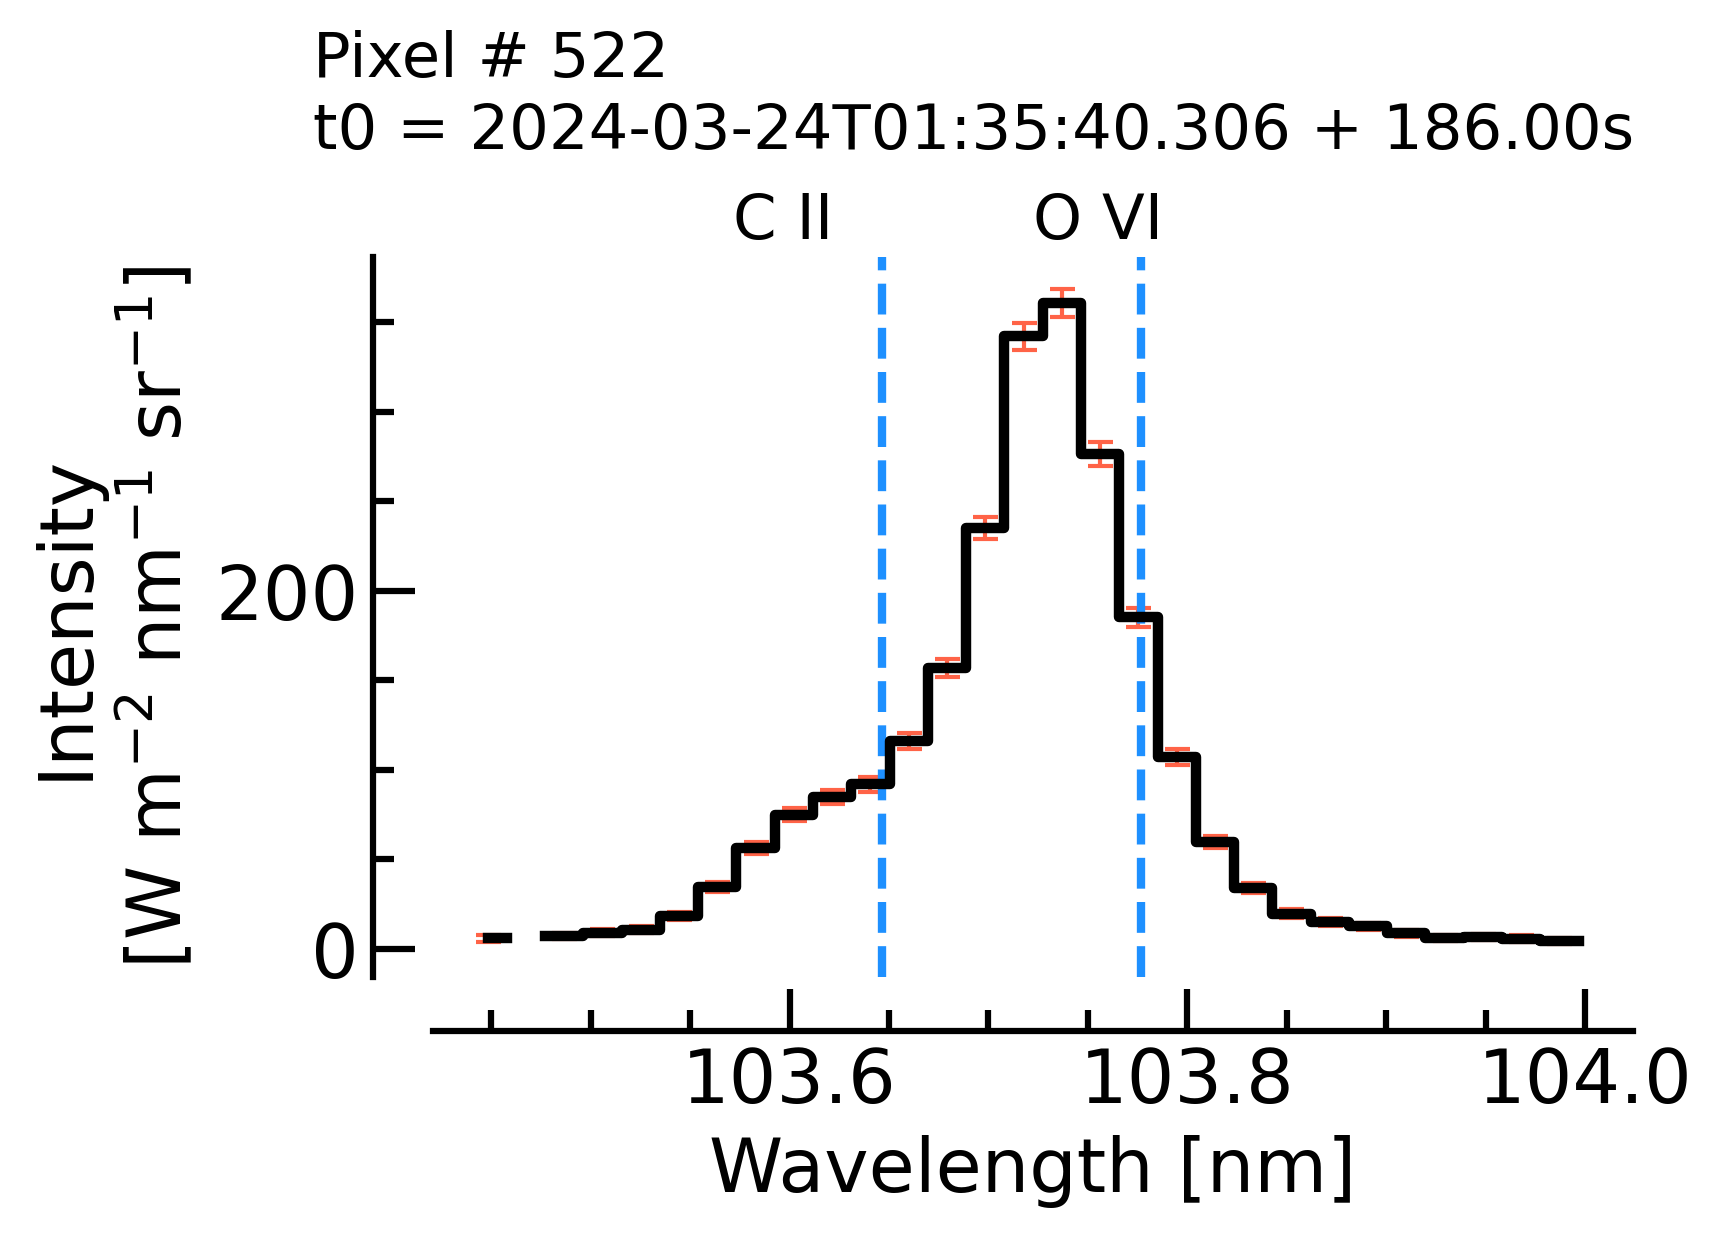 Pixel # 522
t0 = 2024-03-24T01:35:40.306 + 186.00s
C II O VI
Intensity
[W m⁻² nm⁻¹ sr⁻¹]
200
0
103.6 103.8 104.0
Wavelength [nm]